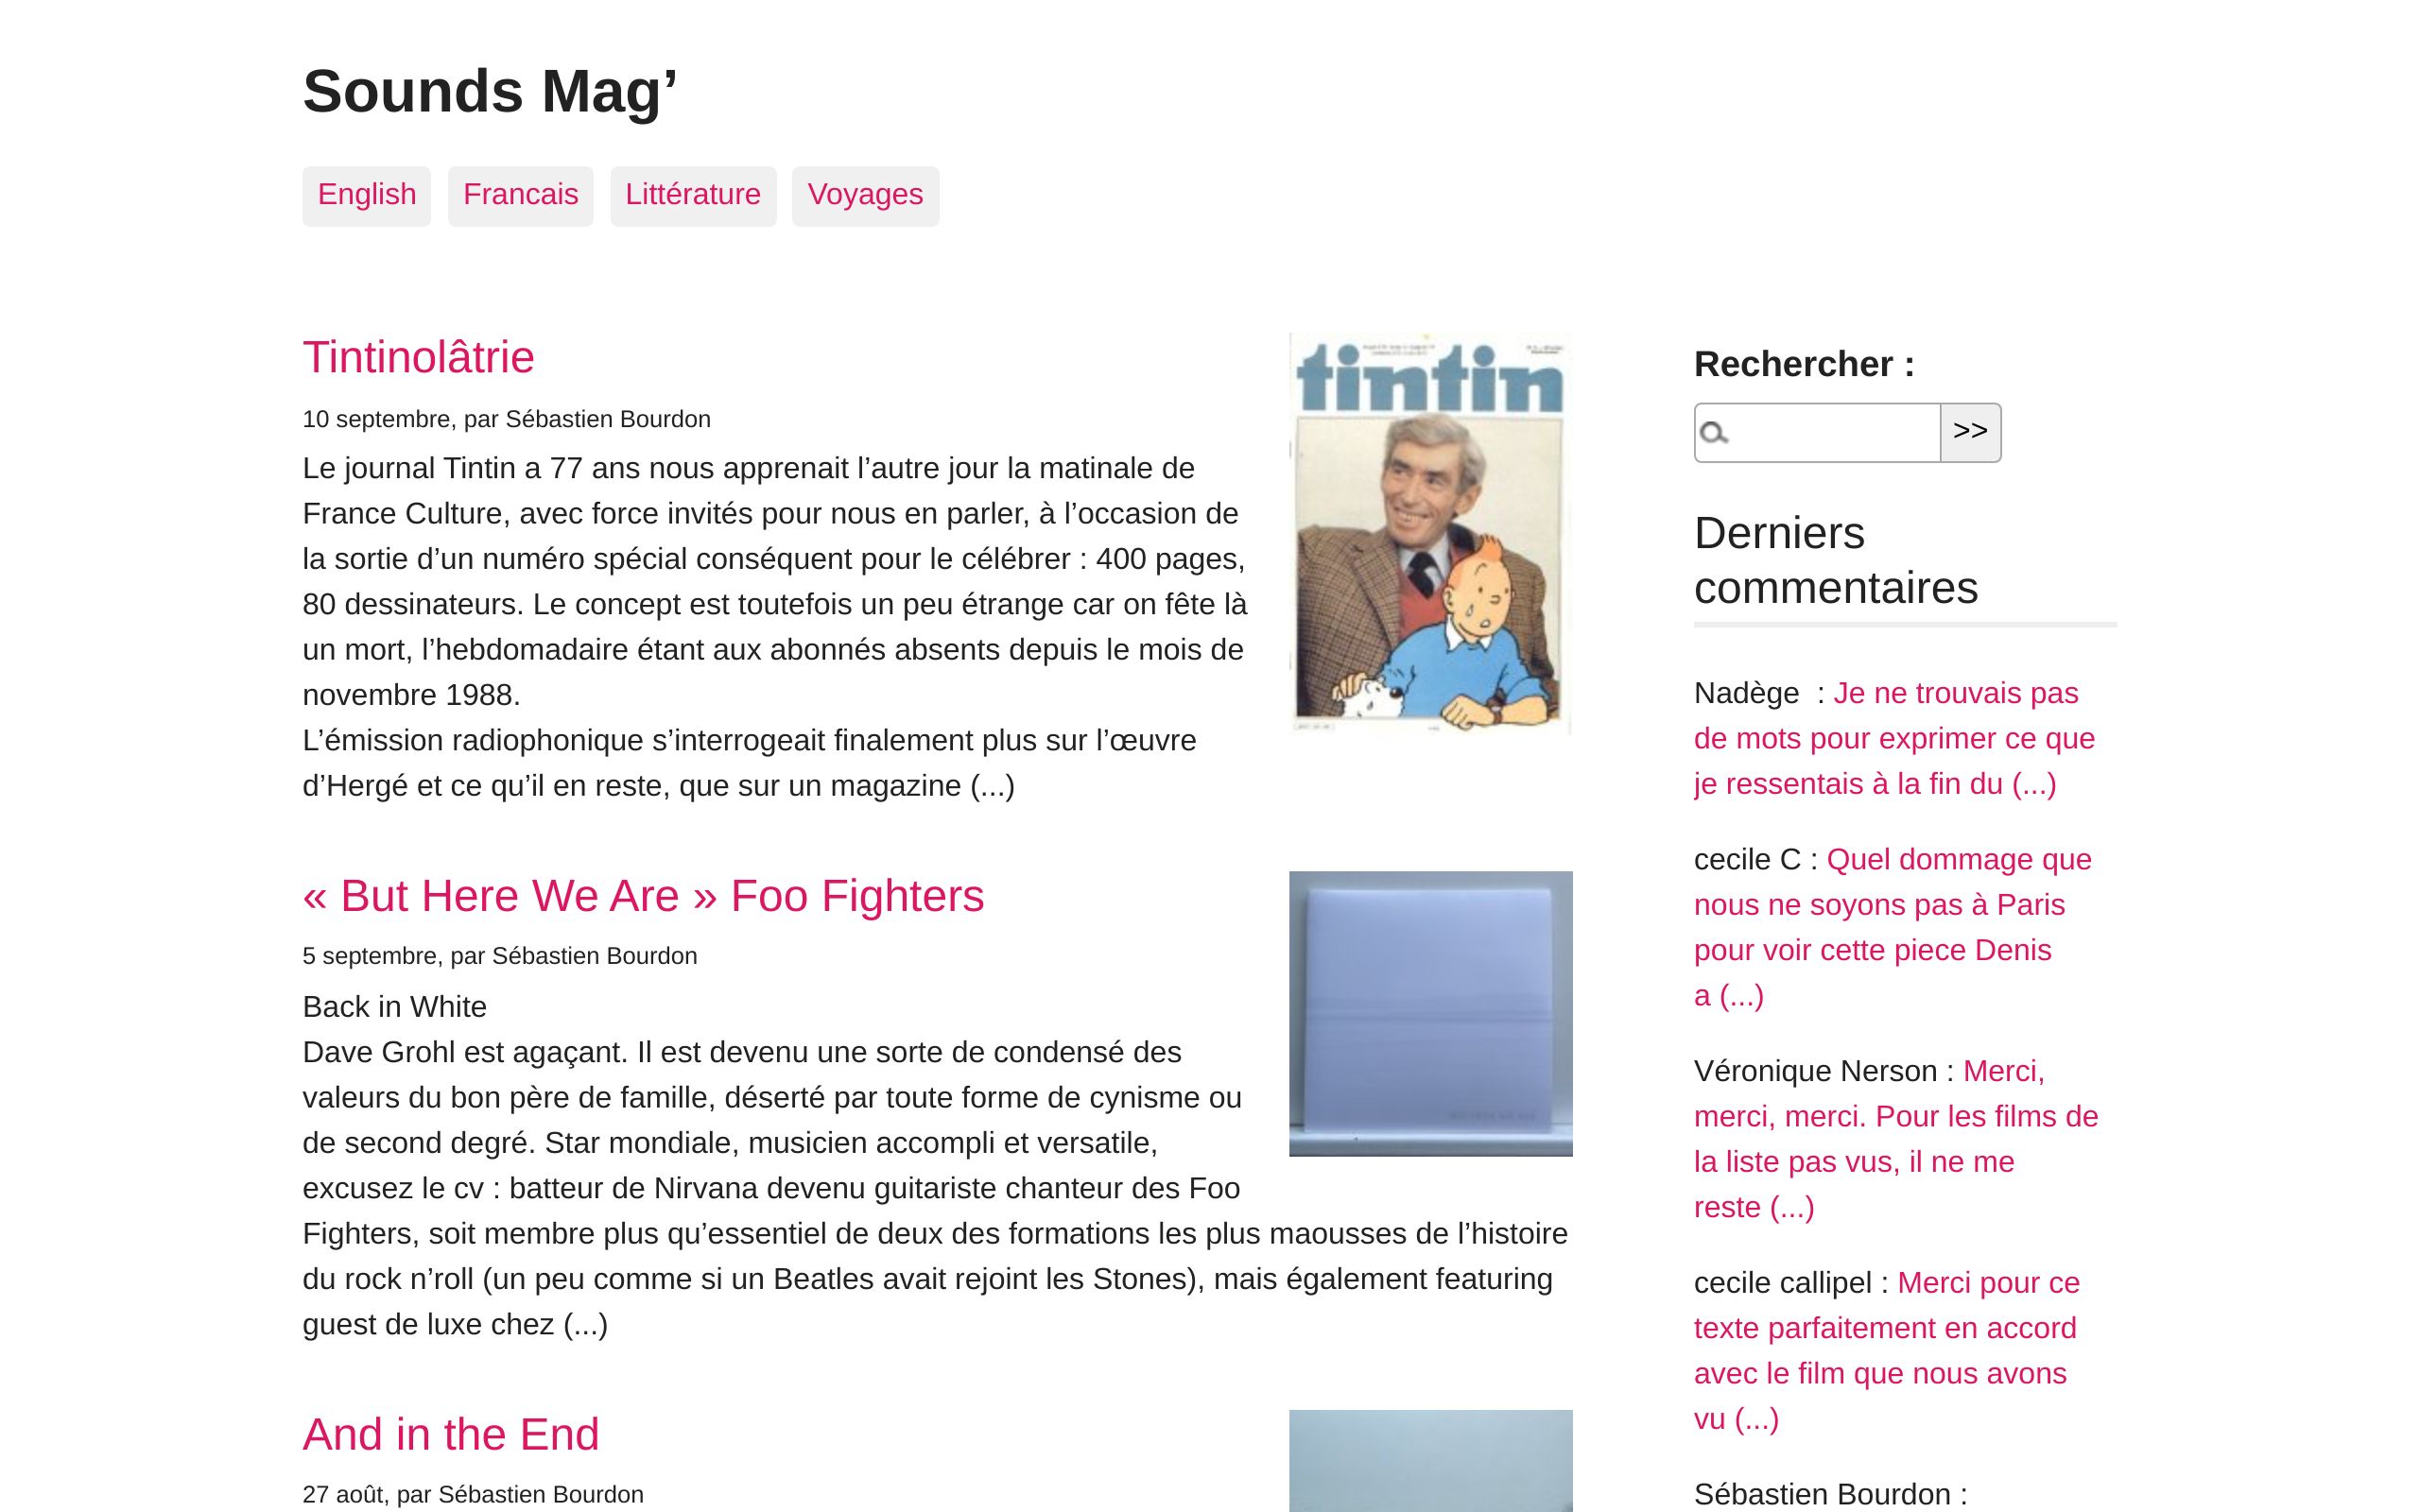 Sounds Mag’
English
Francais
Littérature
Voyages
Tintinolâtrie
10 septembre, par Sébastien Bourdon
Le journal Tintin a 77 ans nous apprenait l’autre jour la matinale de
France Culture, avec force invités pour nous en parler, à l’occasion de
la sortie d’un numéro spécial conséquent pour le célébrer : 400 pages,
80 dessinateurs. Le concept est toutefois un peu étrange car on fête là
un mort, l’hebdomadaire étant aux abonnés absents depuis le mois de
novembre 1988.
L’émission radiophonique s’interrogeait finalement plus sur l’œuvre
d’Hergé et ce qu’il en reste, que sur un magazine (...)
tintin
« But Here We Are » Foo Fighters
5 septembre, par Sébastien Bourdon
Back in White
Dave Grohl est agaçant. Il est devenu une sorte de condensé des
valeurs du bon père de famille, déserté par toute forme de cynisme ou
de second degré. Star mondiale, musicien accompli et versatile,
excusez le cv : batteur de Nirvana devenu guitariste chanteur des Foo
Fighters, soit membre plus qu’essentiel de deux des formations les plus maousses de l’histoire
du rock n’roll (un peu comme si un Beatles avait rejoint les Stones), mais également featuring
guest de luxe chez (...)
And in the End
27 août, par Sébastien Bourdon
Rechercher :
>>
Derniers
commentaires
Nadège  : Je ne trouvais pas
de mots pour exprimer ce que
je ressentais à la fin du (...)
cecile C : Quel dommage que
nous ne soyons pas à Paris
pour voir cette piece Denis
a (...)
Véronique Nerson : Merci,
merci, merci. Pour les films de
la liste pas vus, il ne me
reste (...)
cecile callipel : Merci pour ce
texte parfaitement en accord
avec le film que nous avons
vu (...)
Sébastien Bourdon :